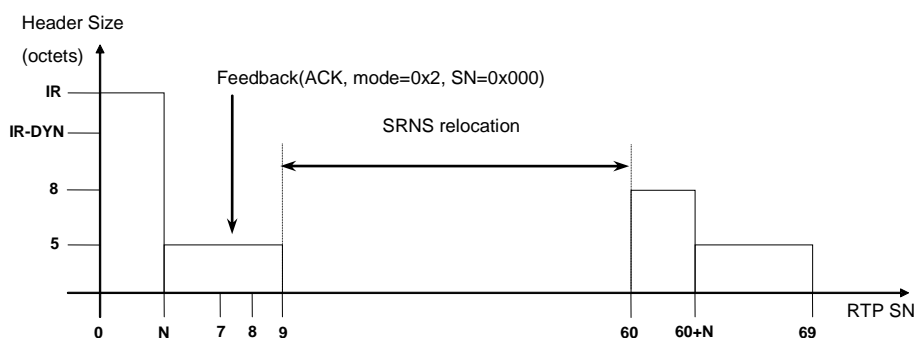 Header Size
(octets)
Feedback(ACK, mode=0x2, SN=0x000)
IR
SRNS relocation
IR-DYN
8
5
RTP SN
0 N 7 8 9 60 60+N 69